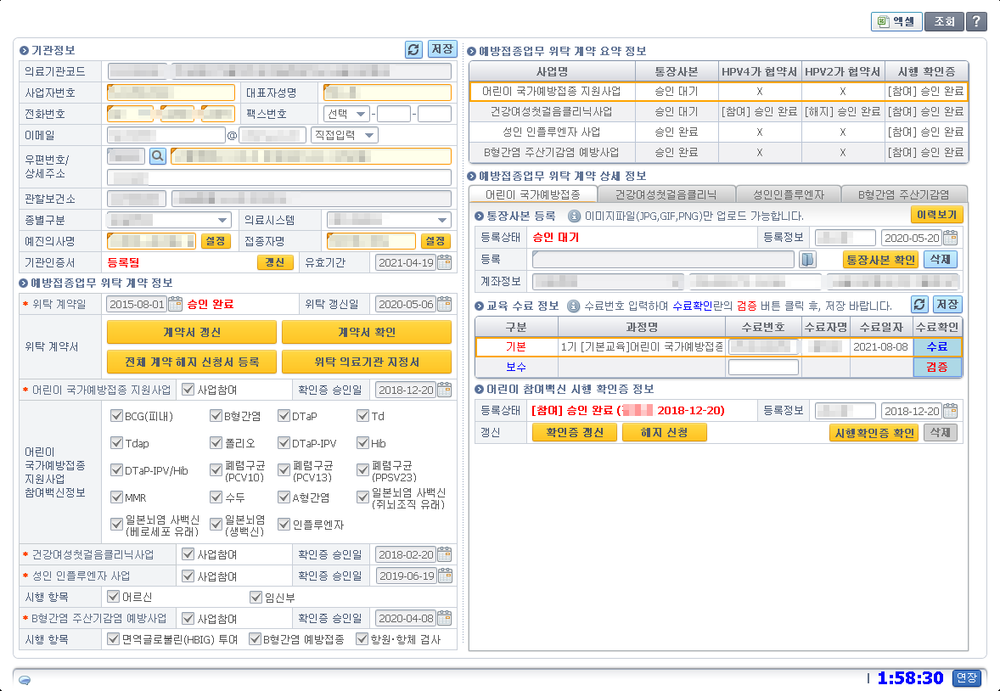 엑셀 조회 ?
기관정보 저장
의료기관코드
사업자번호 대표자성명
전화번호 팩스번호 선택 - -
이메일 @ 직접입력
우편번호/
상세주소
관할보건소
종별구분 의료시스템
예진의사명 설정 접종자명 설정
기관인증서 등록됨 갱신 유효기간 2021-04-19
예방접종업무 위탁 계약 정보
* 위탁 계약일 2015-08-01 승인 완료 위탁 갱신일 2020-05-06
위탁 계약서 계약서 갱신 계약서 확인
전체 계약 해지 신청서 등록 위탁 의료기관 지정서
* 어린이 국가예방접종 지원사업 사업참여 확인증 승인일 2018-12-20
어린이
국가예방접종
지원사업
참여백신정보
BCG(피내) B형간염 DTaP Td
Tdap 폴리오 DTaP-IPV Hib
DTaP-IPV/Hib 폐렴구균 (PCV10) 폐렴구균 (PCV13) 폐렴구균 (PPSV23)
MMR 수두 A형간염 일본뇌염 사백신 (쥐뇌조직 유래)
일본뇌염 사백신 (베로세포 유래) 일본뇌염 (생백신) 인플루엔자
* 건강여성첫걸음클리닉사업 사업참여 확인증 승인일 2018-02-20
* 성인 인플루엔자 사업 사업참여 확인증 승인일 2019-06-19
시행 항목 어르신 임신부
* B형간염 주산기감염 예방사업 사업참여 확인증 승인일 2020-04-08
시행 항목 면역글로불린(HBIG) 투여 B형간염 예방접종 항원·항체 검사
예방접종업무 위탁 계약 요약 정보
사업명 통장사본 HPV4가 협약서 HPV2가 협약서 시행 확인증
어린이 국가예방접종 지원사업 승인 대기 X X [참여] 승인 완료
건강여성첫걸음클리닉사업 승인 대기 [참여] 승인 완료 [해지] 승인 완료 [참여] 승인 완료
성인 인플루엔자 사업 승인 완료 X X [참여] 승인 완료
B형간염 주산기감염 예방사업 승인 완료 X X [참여] 승인 완료
예방접종업무 위탁 계약 상세 정보
어린이 국가예방접종 건강여성첫걸음클리닉 성인인플루엔자 B형간염 주산기감염
통장사본 등록 이미지파일(JPG,GIF,PNG)만 업로드 가능합니다. 이력보기
등록상태 승인 대기 등록정보 2020-05-20
등록 통장사본 확인 삭제
계좌정보
교육 수료 정보 수료번호 입력하여 수료확인란의 검증 버튼 클릭 후, 저장 바랍니다. 저장
구분 과정명 수료번호 수료자명 수료일자 수료확인
기본 1기 [기본교육]어린이 국가예방접종 2021-08-08 수료
보수 검증
어린이 참여백신 시행 확인증 정보
등록상태 [참여] 승인 완료 ( 2018-12-20) 등록정보 2018-12-20
갱신 확인증 갱신 해지 신청 시행확인증 확인 삭제
1:58:30 연장